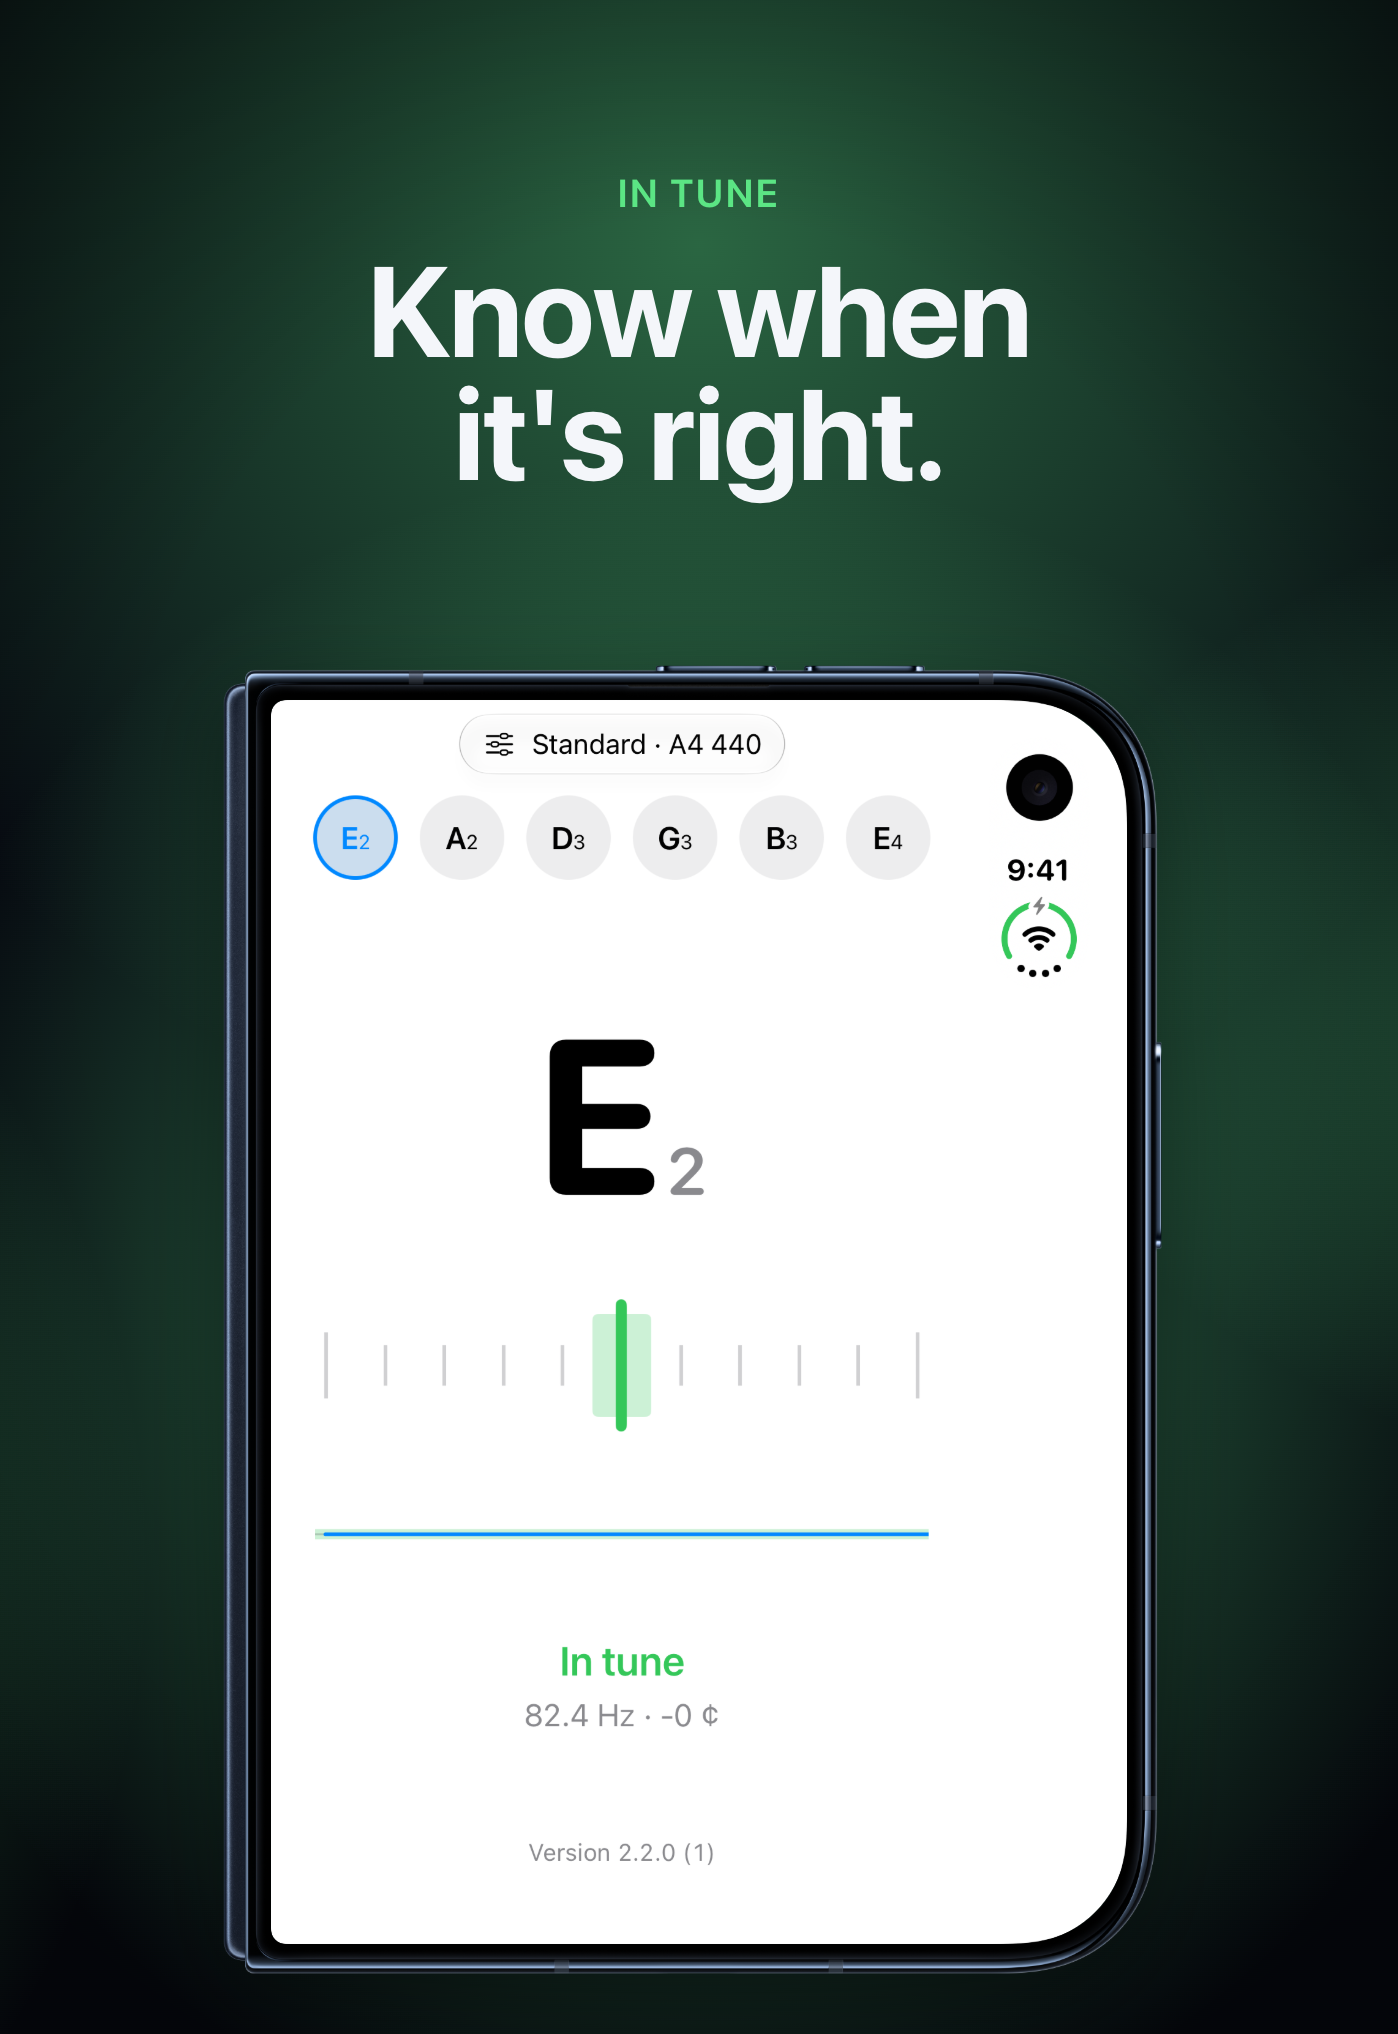 IN TUNE
Know when
it's right.
Standard · A4 440
E2 A2 D3 G3 B3 E4
9:41
E2
In tune
82.4 Hz · -0 ¢
Version 2.2.0 (1)